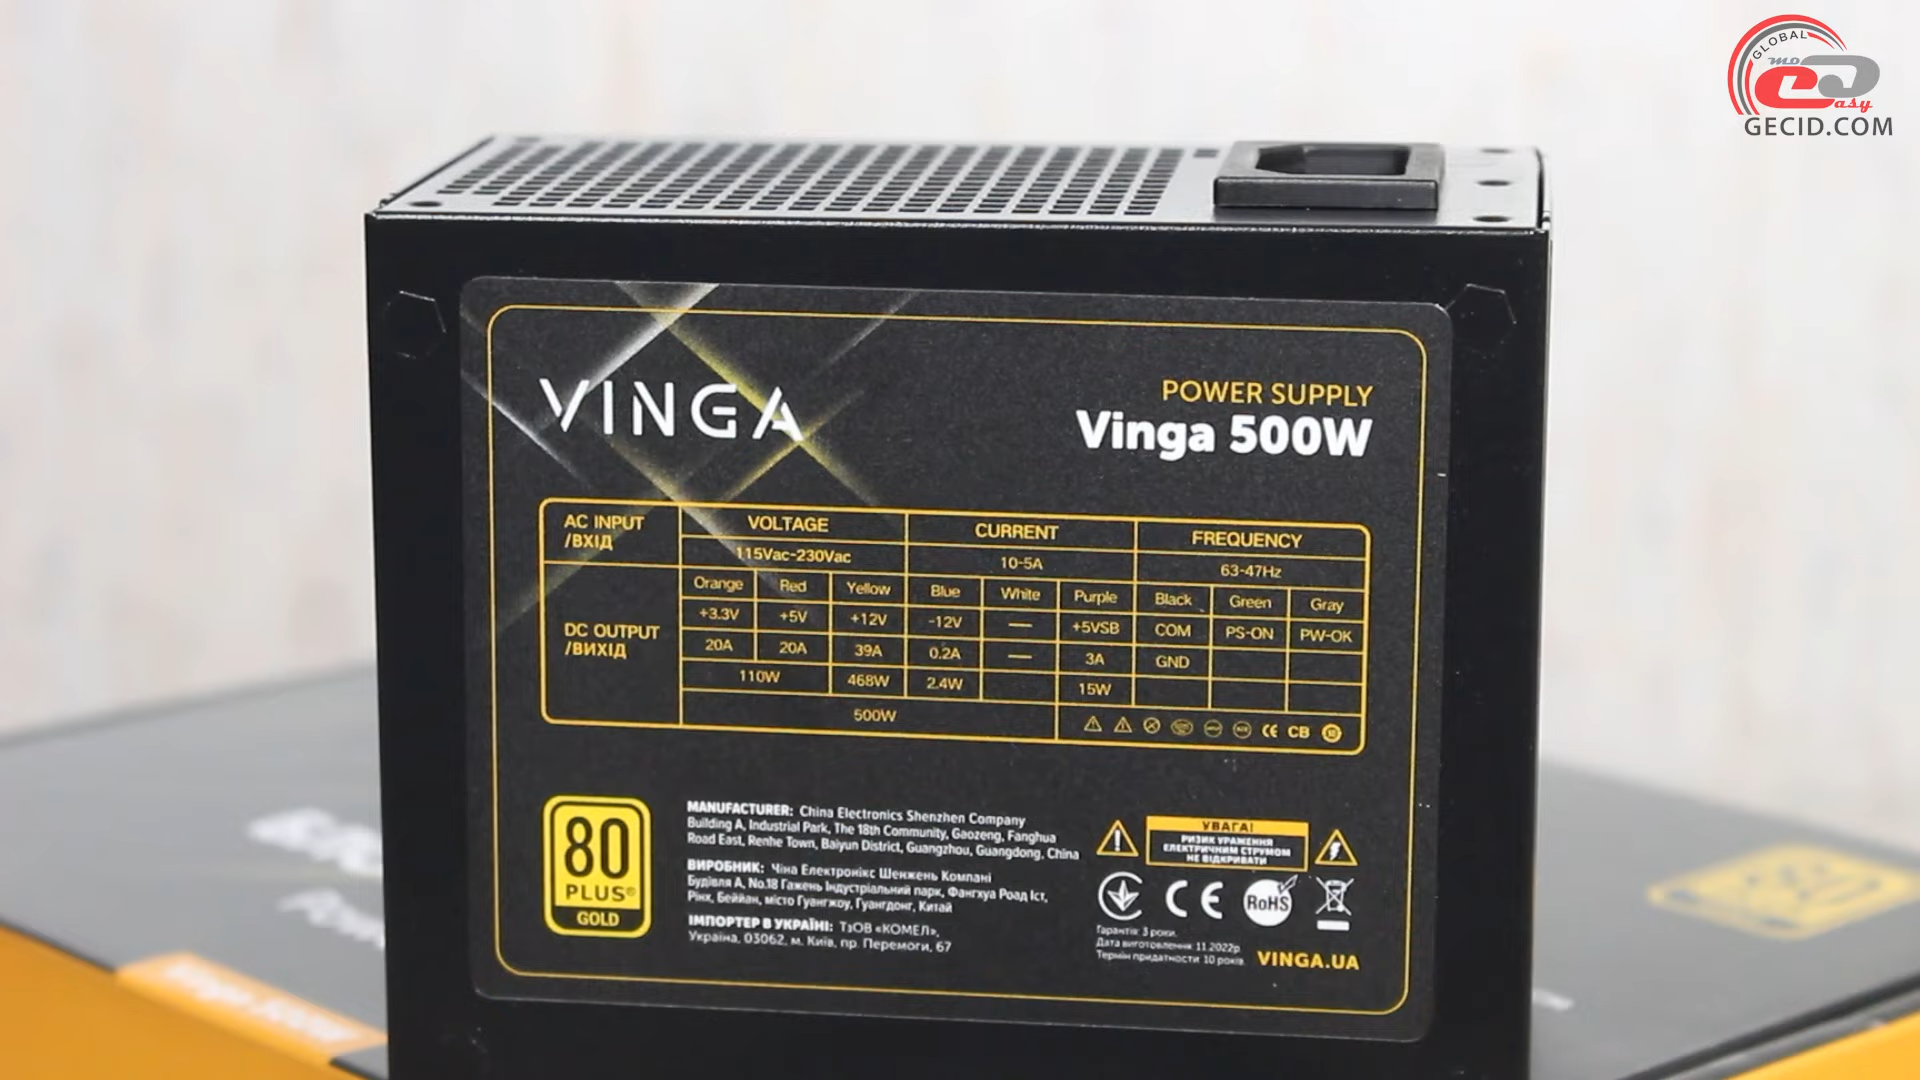 GLOBAL
mo
easy
GECID.COM
VINGA
POWER SUPPLY
Vinga 500W
AC INPUT /ВХІД
VOLTAGE CURRENT FREQUENCY
115Vac-230Vac 10-5A 63-47Hz
DC OUTPUT /ВИХІД
Orange Red Yellow Blue White Purple Black Green Gray
+3.3V +5V +12V -12V — +5VSB COM PS-ON PW-OK
20A 20A 39A 0.2A — 3A GND
110W 468W 2.4W 15W
500W CE CB
80
PLUS®
GOLD
MANUFACTURER: China Electronics Shenzhen Company
Building A, Industrial Park, The 18th Community, Gaozeng, Fanghua
Road East, Renhe Town, Baiyun District, Guangzhou, Guangdong, China
ВИРОБНИК: Чіна Електронікс Шенжень Компані
Будівля А, No.18 Гажень Індустріальний парк, Фангхуа Роад Іст,
Рінх, Беййан, місто Гуангжоу, Гуангдонг, Китай
ІМПОРТЕР В УКРАЇНІ: ТзОВ «КОМЕЛ»,
Україна, 03062, м. Київ, пр. Перемоги, 67
УВАГА!
РИЗИК УРАЖЕННЯ
ЕЛЕКТРИЧНИМ СТРУМОМ
НЕ ВІДКРИВАТИ
CE RoHS
Гарантія: 3 роки.
Дата виготовлення 11.2022р.
Термін придатности 10 років.
VINGA.UA
Vinga 500W